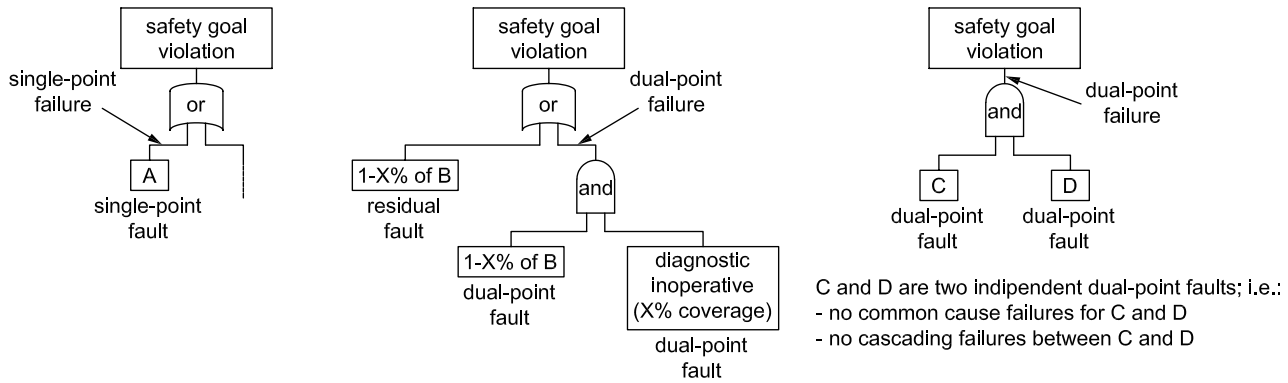 safety goal
violation
single-point
failure
or
A
single-point
fault
safety goal
violation
dual-point
failure
or
1-X% of B
residual
fault
and
1-X% of B
dual-point
fault
diagnostic
inoperative
(X% coverage)
dual-point
fault
safety goal
violation
dual-point
failure
and
C
dual-point
fault
D
dual-point
fault
C and D are two indipendent dual-point faults; i.e.:
- no common cause failures for C and D
- no cascading failures between C and D